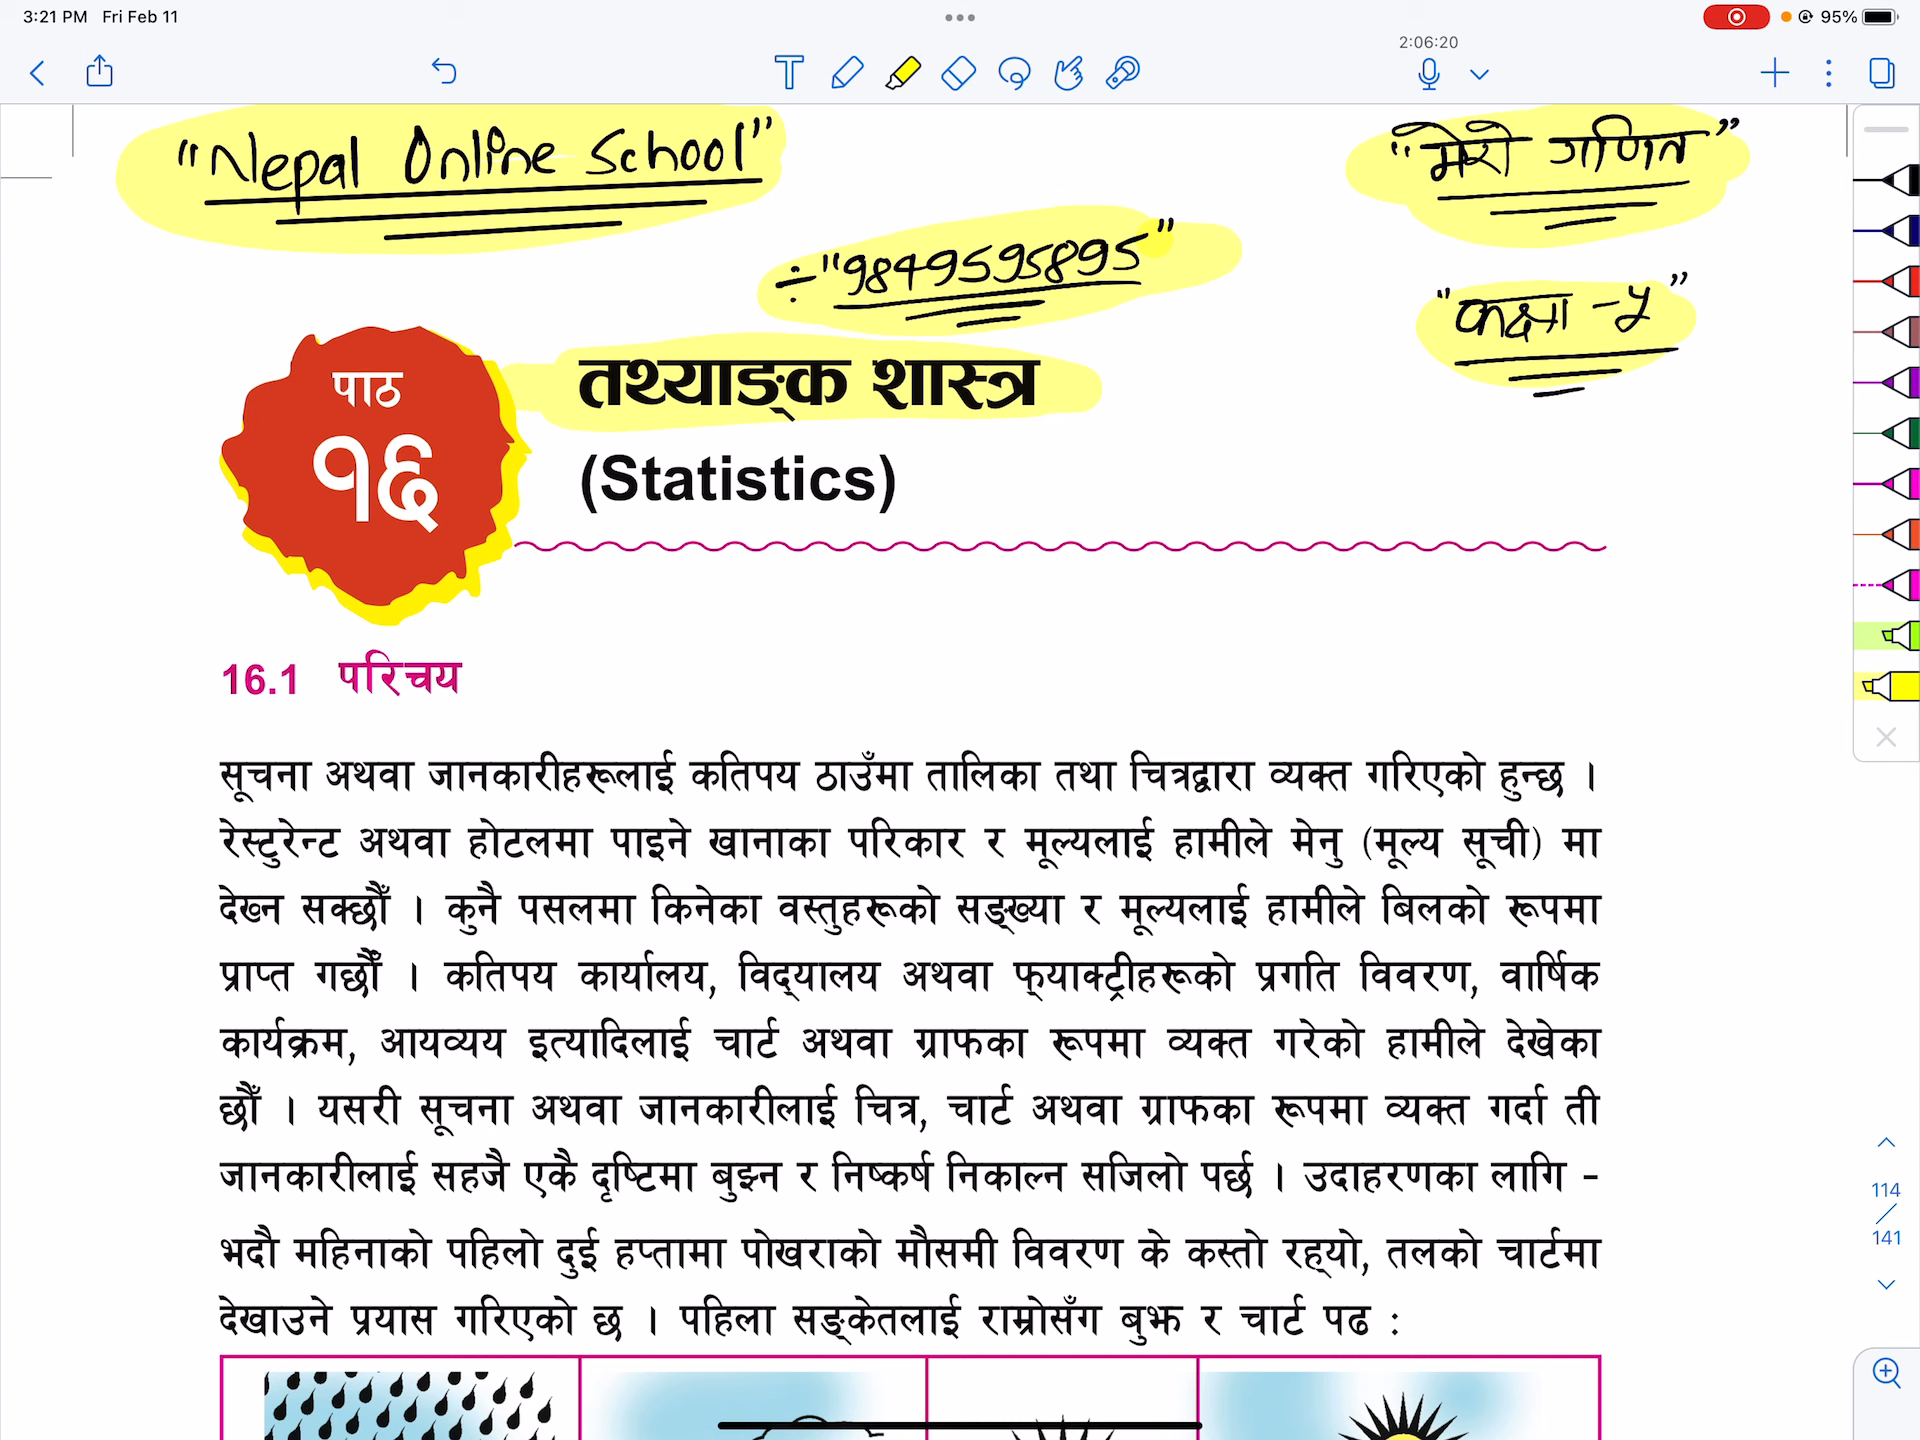 3:21 PM Fri Feb 11
95%
2:06:20
"Nepal Online School"
"मेरो गणित"
÷"9849595895"
"कक्षा -५"
पाठ
१६
तथ्याङ्क शास्त्र
(Statistics)
16.1 परिचय
सूचना अथवा जानकारीहरूलाई कतिपय ठाउँमा तालिका तथा चित्रद्वारा व्यक्त गरिएको हुन्छ ।
रेस्टुरेन्ट अथवा होटलमा पाइने खानाका परिकार र मूल्यलाई हामीले मेनु (मूल्य सूची) मा
देख्न सक्छौँ । कुनै पसलमा किनेका वस्तुहरूको सङ्ख्या र मूल्यलाई हामीले बिलको रूपमा
प्राप्त गर्छौँ । कतिपय कार्यालय, विद्यालय अथवा फ्याक्ट्रीहरूको प्रगति विवरण, वार्षिक
कार्यक्रम, आयव्यय इत्यादिलाई चार्ट अथवा ग्राफका रूपमा व्यक्त गरेको हामीले देखेका
छौँ । यसरी सूचना अथवा जानकारीलाई चित्र, चार्ट अथवा ग्राफका रूपमा व्यक्त गर्दा ती
जानकारीलाई सहजै एकै दृष्टिमा बुझ्न र निष्कर्ष निकाल्न सजिलो पर्छ । उदाहरणका लागि -
भदौ महिनाको पहिलो दुई हप्तामा पोखराको मौसमी विवरण के कस्तो रह्यो, तलको चार्टमा
देखाउने प्रयास गरिएको छ । पहिला सङ्केतलाई राम्रोसँग बुझ र चार्ट पढ :
114
/
141